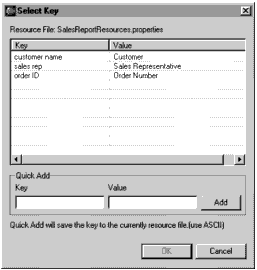 Select Key
Resource File: SalesReportResources.properties
Key Value
customer name Customer
sales rep Sales Representative
order ID Order Number
Quick Add
Key Value
Add
Quick Add will save the key to the currently resource file.(use ASCII)
OK Cancel